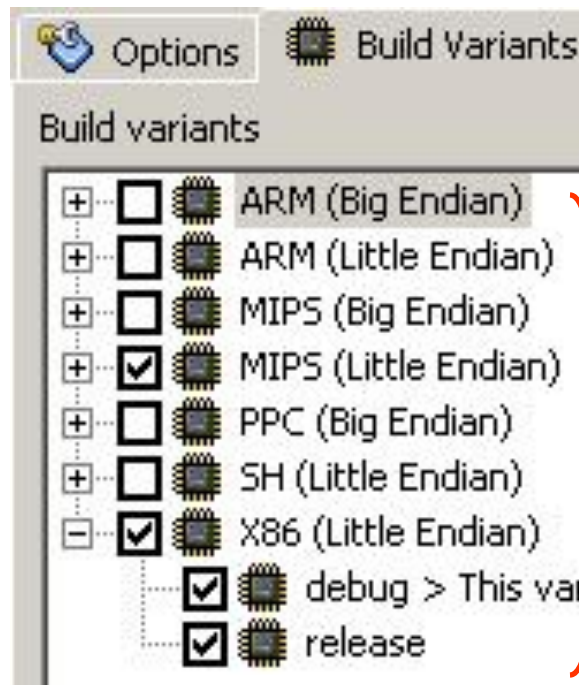 Options Build Variants
Build variants
ARM (Big Endian)
ARM (Little Endian)
MIPS (Big Endian)
MIPS (Little Endian)
PPC (Big Endian)
SH (Little Endian)
X86 (Little Endian)
debug > This var
release